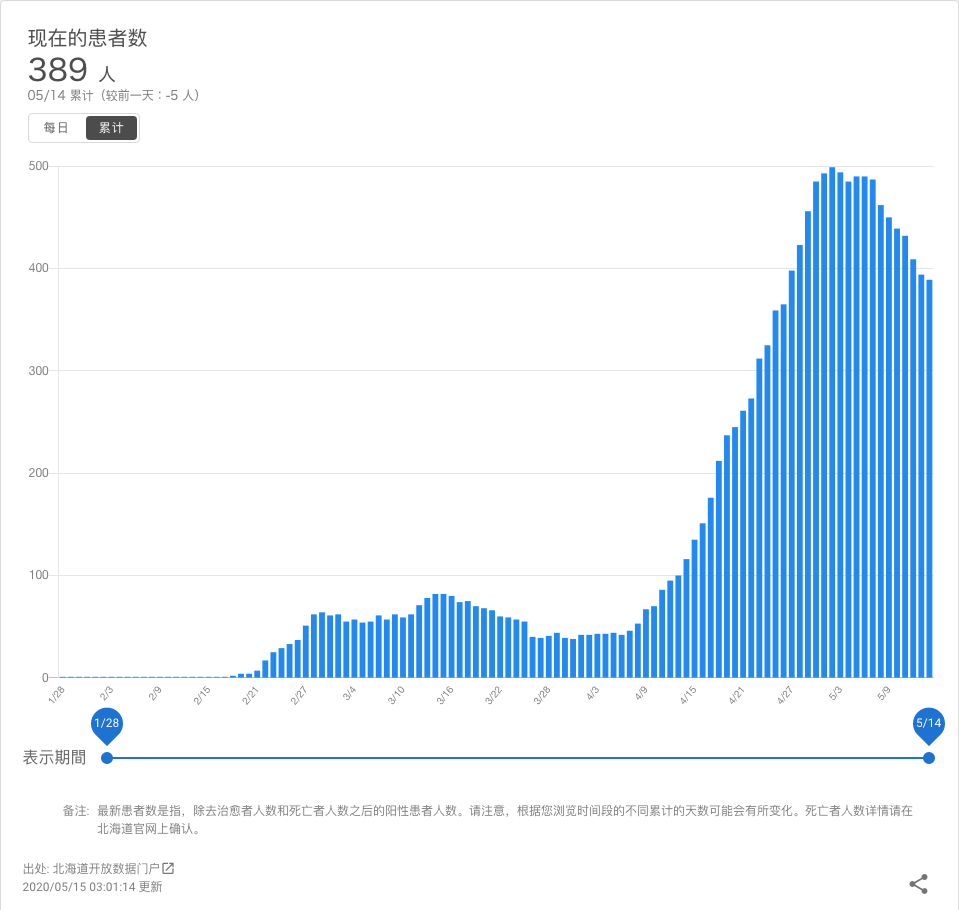 现在的患者数
389 人
05/14 累计（较前一天：-5 人）
每日 累计
500
400
300
200
100
0
1/28 2/3 2/9 2/15 2/21 2/27 3/4 3/10 3/16 3/22 3/28 4/3 4/9 4/15 4/21 4/27 5/3 5/9
1/28 5/14
表示期間
备注: 最新患者数是指，除去治愈者人数和死亡者人数之后的阳性患者人数。请注意，根据您浏览时间段的不同累计的天数可能会有所变化。死亡者人数详情请在
北海道官网上确认。
出处: 北海道开放数据门户
2020/05/15 03:01:14 更新